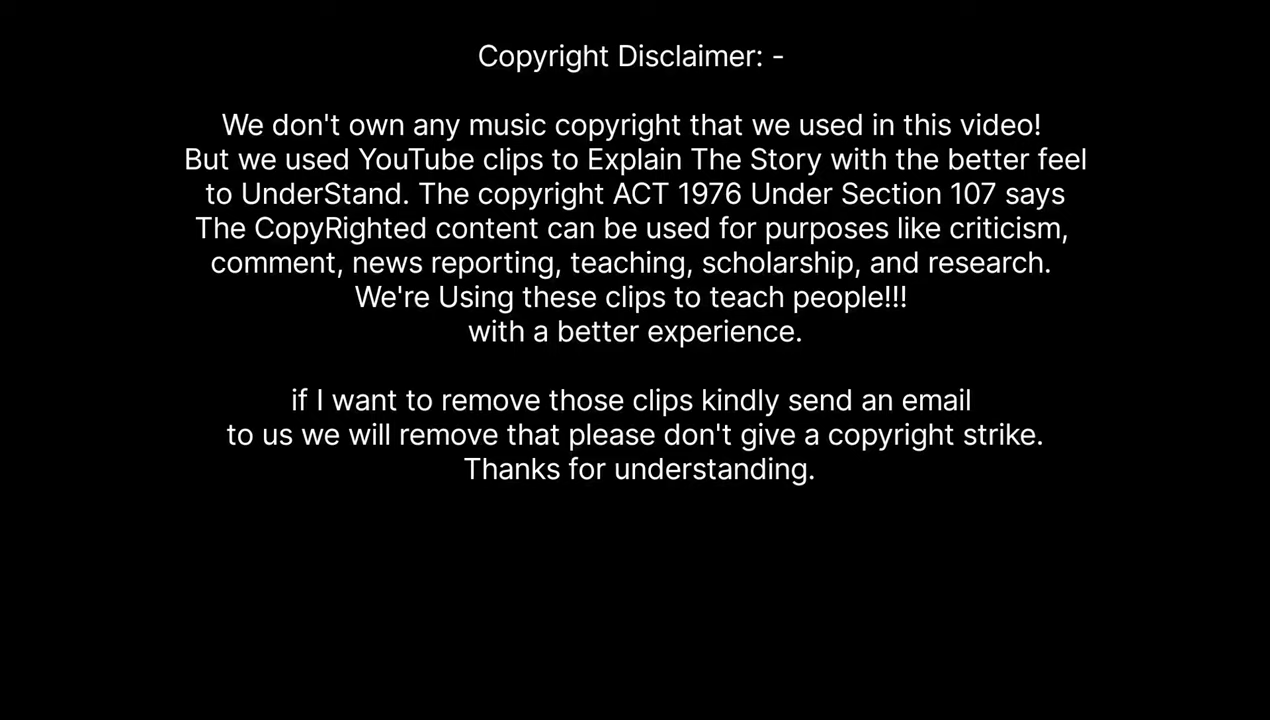 Copyright Disclaimer: -
We don't own any music copyright that we used in this video!
But we used YouTube clips to Explain The Story with the better feel
to UnderStand. The copyright ACT 1976 Under Section 107 says
The CopyRighted content can be used for purposes like criticism,
comment, news reporting, teaching, scholarship, and research.
We're Using these clips to teach people!!!
with a better experience.
if I want to remove those clips kindly send an email
to us we will remove that please don't give a copyright strike.
Thanks for understanding.